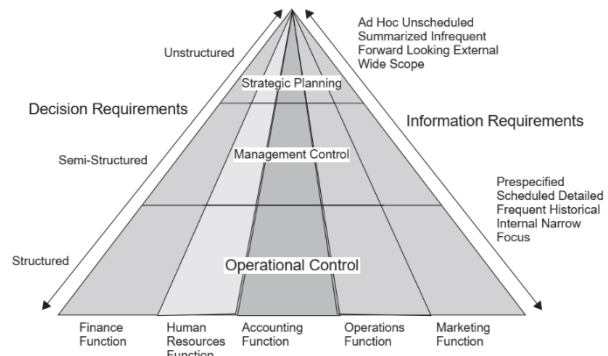 Ad Hoc Unscheduled
Summarized Infrequent
Forward Looking External
Wide Scope
Unstructured
Strategic Planning
Decision Requirements
Information Requirements
Semi-Structured
Management Control
Prespecified
Scheduled Detailed
Frequent Historical
Internal Narrow
Focus
Structured
Operational Control
Finance
Function
Human
Resources
Function
Accounting
Function
Operations
Function
Marketing
Function